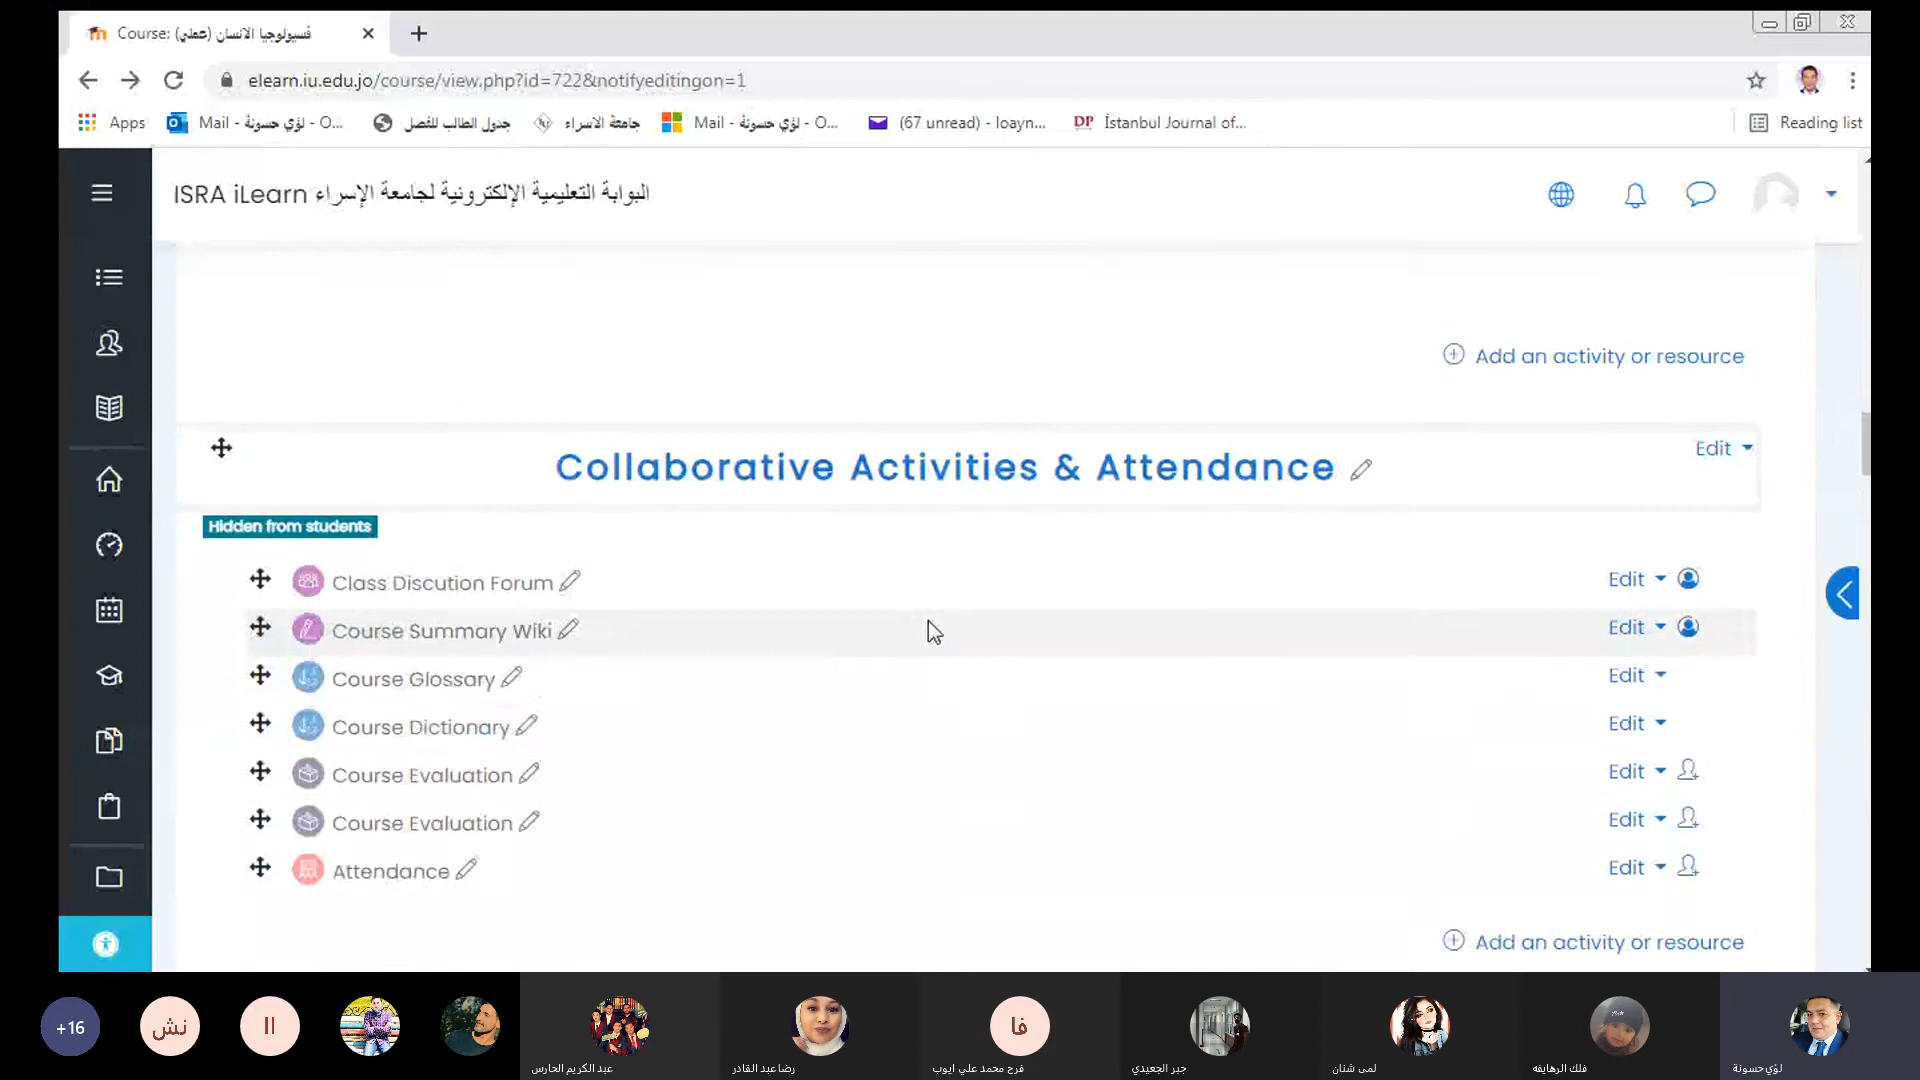 Course: فسيولوجيا الانسان (عملي)
elearn.iu.edu.jo/course/view.php?id=722&notifyeditingon=1
Apps
Mail - لؤي حسونة - O...
جدول الطالب للفصل
جامعة الاسراء
Mail - لؤي حسونة - O...
(67 unread) - loayn...
DP İstanbul Journal of...
Reading list
ISRA iLearn البوابة التعليمية الإلكترونية لجامعة الإسراء
Add an activity or resource
Collaborative Activities & Attendance
Edit
Hidden from students
Class Discution Forum
Edit
Course Summary Wiki
Edit
Course Glossary
Edit
Course Dictionary
Edit
Course Evaluation
Edit
Course Evaluation
Edit
Attendance
Edit
Add an activity or resource
+16
نش
اا
فا
عبد الكريم الحارس
رضا عبد القادر
فرح محمد علي ايوب
جبر الجعيدي
لمى شنان
فلك الرهايفه
لؤي حسونة